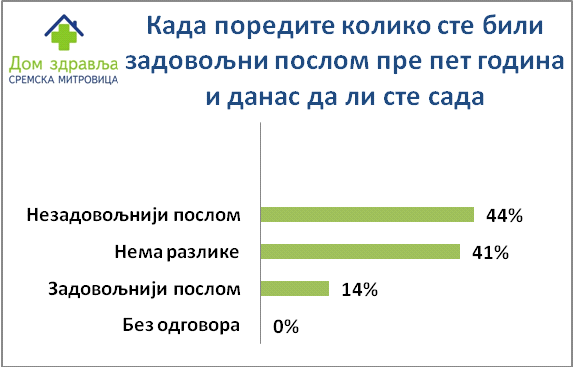 Дом здравља
СРЕМСКА МИТРОВИЦА
Када поредите колико сте били
задовољни послом пре пет година
и данас да ли сте сада
Незадовољнији послом 44%
Нема разлике 41%
Задовољнији послом 14%
Без одговора 0%